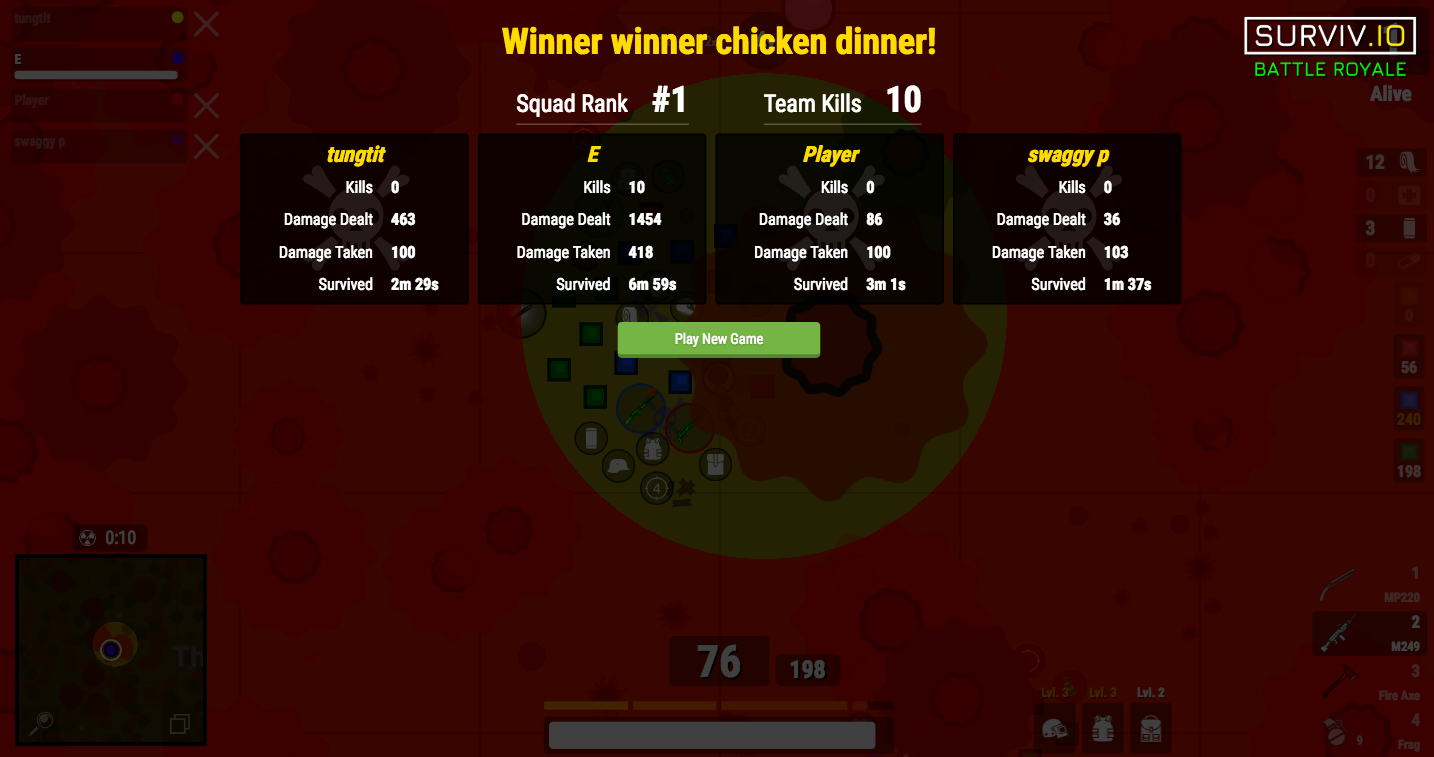 tungtit
E
Player
swaggy p
Winner winner chicken dinner!
Squad Rank #1 Team Kills 10
SURVIV.IO
BATTLE ROYALE
Alive
tungtit
Kills 0
Damage Dealt 463
Damage Taken 100
Survived 2m 29s
E
Kills 10
Damage Dealt 1454
Damage Taken 418
Survived 6m 59s
Player
Kills 0
Damage Dealt 86
Damage Taken 100
Survived 3m 1s
swaggy p
Kills 0
Damage Dealt 36
Damage Taken 103
Survived 1m 37s
Play New Game
12
0
3
0
0
56
240
198
4
0:10
Th
76 198
Lvl. 3 Lvl. 3 Lvl. 2
1
MP220
2
M249
3
Fire Axe
4
9 Frag